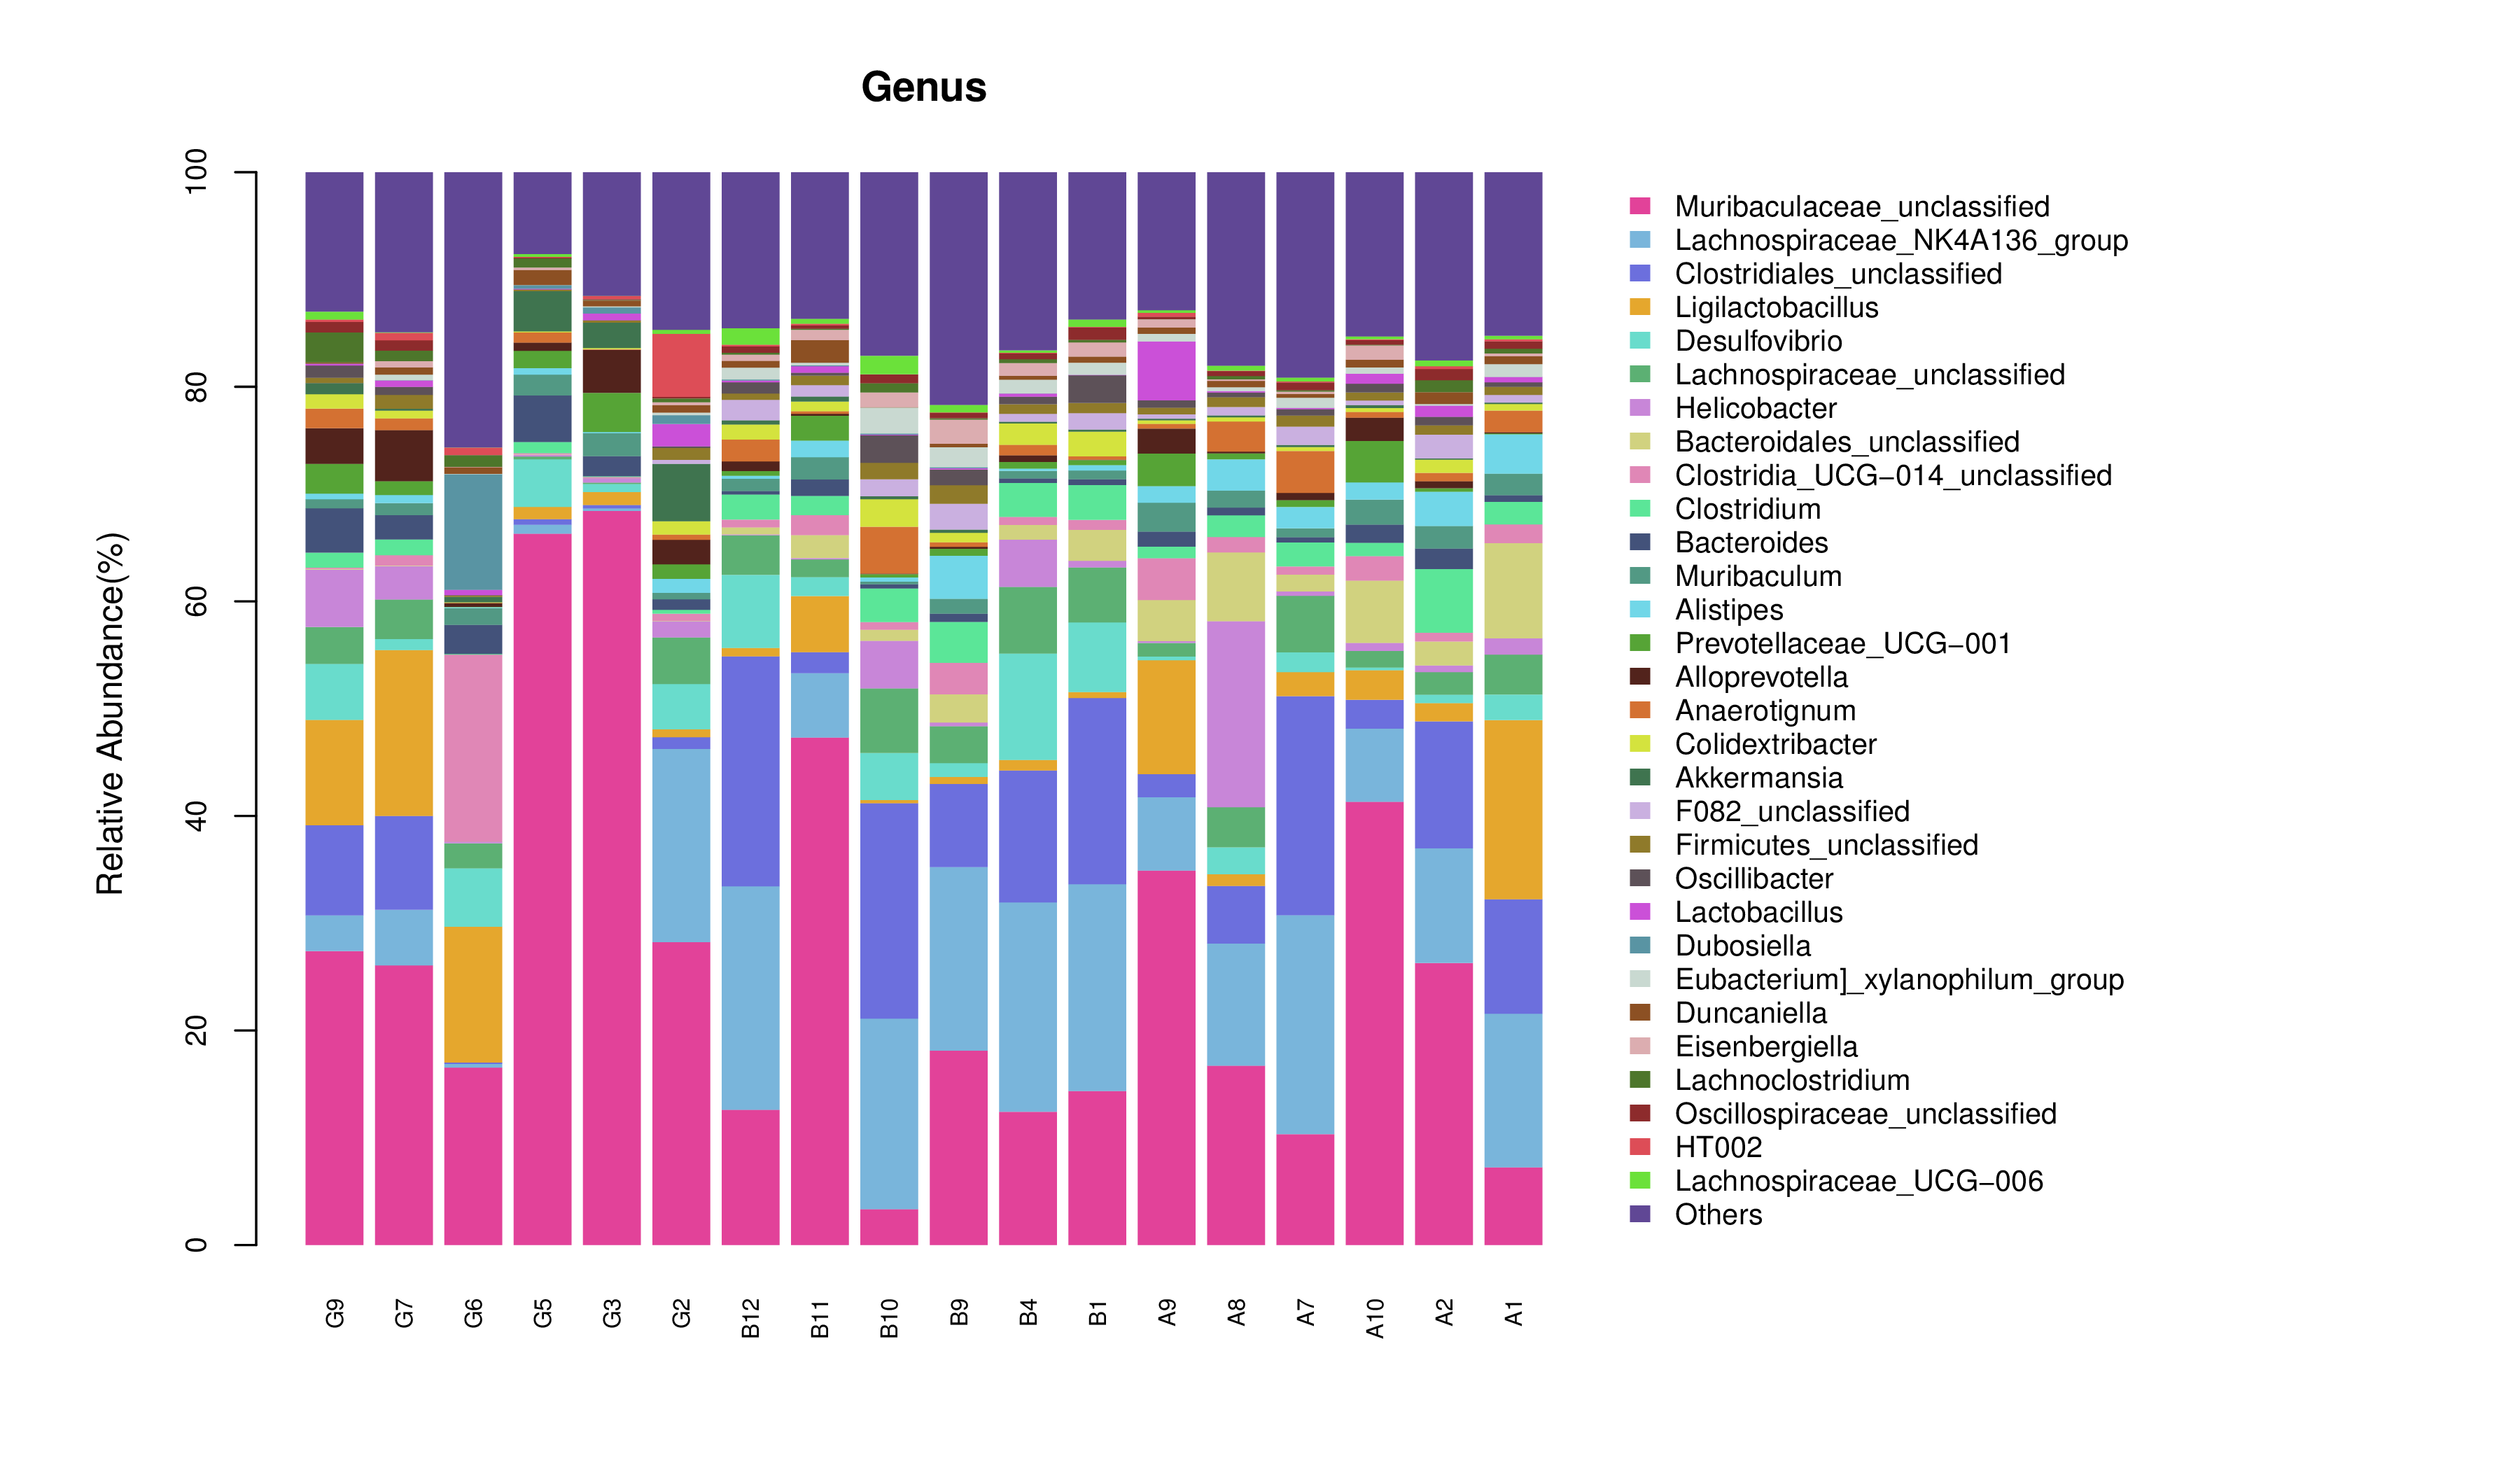 Genus
Relative Abundance(%)
100
80
60
40
20
0
G9 G7 G6 G5 G3 G2 B12 B11 B10 B9 B4 B1 A9 A8 A7 A10 A2 A1
Muribaculaceae_unclassified
Lachnospiraceae_NK4A136_group
Clostridiales_unclassified
Ligilactobacillus
Desulfovibrio
Lachnospiraceae_unclassified
Helicobacter
Bacteroidales_unclassified
Clostridia_UCG−014_unclassified
Clostridium
Bacteroides
Muribaculum
Alistipes
Prevotellaceae_UCG−001
Alloprevotella
Anaerotignum
Colidextribacter
Akkermansia
F082_unclassified
Firmicutes_unclassified
Oscillibacter
Lactobacillus
Dubosiella
Eubacterium]_xylanophilum_group
Duncaniella
Eisenbergiella
Lachnoclostridium
Oscillospiraceae_unclassified
HT002
Lachnospiraceae_UCG−006
Others